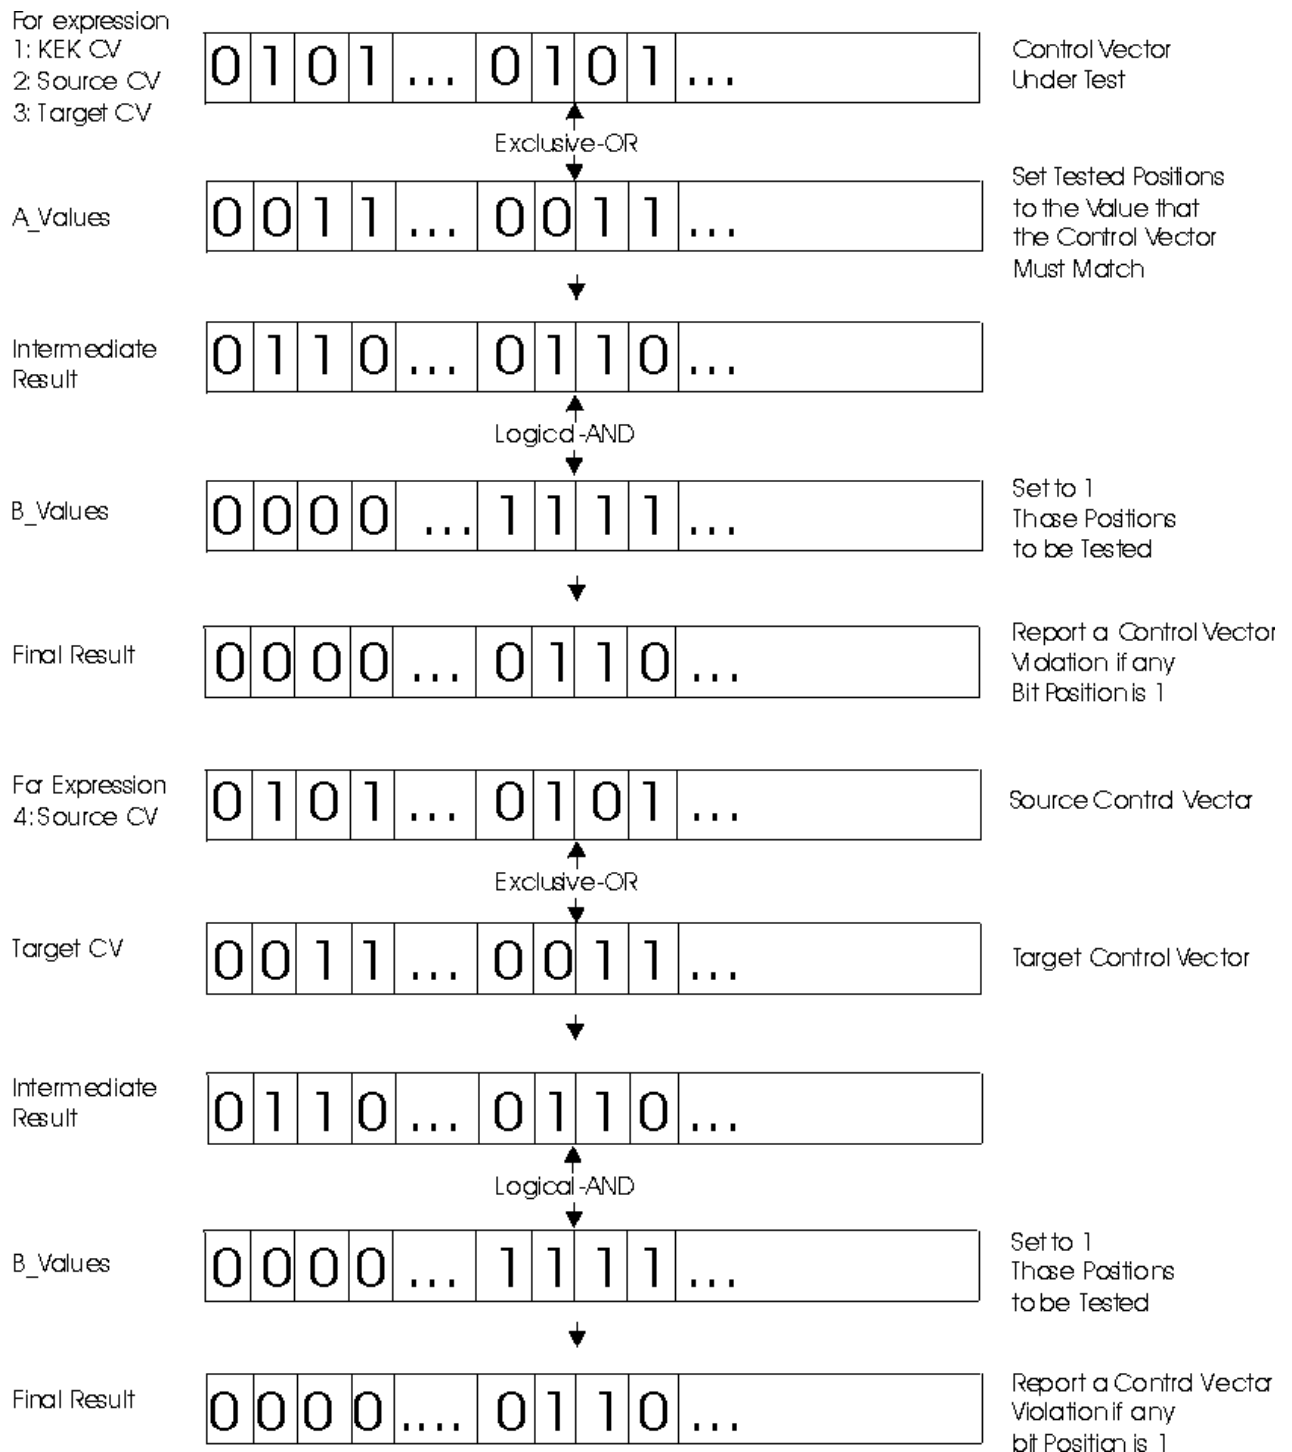 For expression
1: KEK CV
2: Source CV
3: Target CV
0 1 0 1 ... 0 1 0 1 ...
Control Vector
Under Test
Exclusive-OR
A_Values
0 0 1 1 ... 0 0 1 1 ...
Set Tested Positions
to the Value that
the Control Vector
Must Match
Intermediate
Result
0 1 1 0 ... 0 1 1 0 ...
Logical-AND
B_Values
0 0 0 0 ... 1 1 1 1 ...
Set to 1
Those Positions
to be Tested
Final Result
0 0 0 0 ... 0 1 1 0 ...
Report a Control Vector
Violation if any
Bit Position is 1
For Expression
4: Source CV
0 1 0 1 ... 0 1 0 1 ...
Source Control Vector
Exclusive-OR
Target CV
0 0 1 1 ... 0 0 1 1 ...
Target Control Vector
Intermediate
Result
0 1 1 0 ... 0 1 1 0 ...
Logical-AND
B_Values
0 0 0 0 ... 1 1 1 1 ...
Set to 1
Those Positions
to be Tested
Final Result
0 0 0 0 .... 0 1 1 0 ...
Report a Control Vector
Violation if any
bit Position is 1